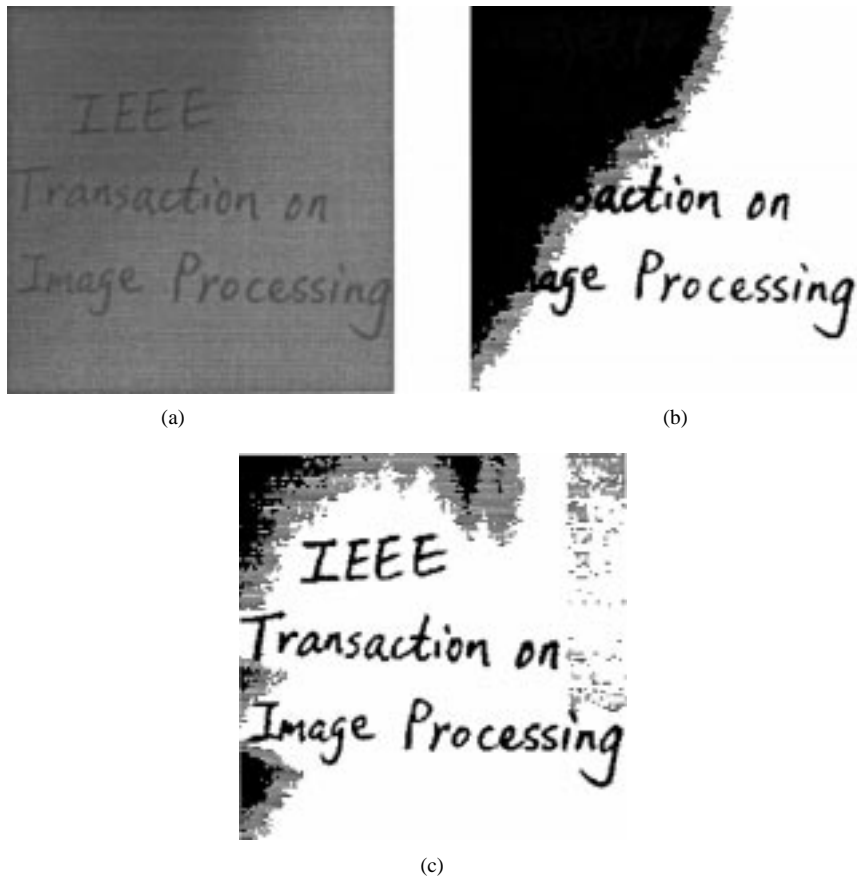 IEEE
Transaction on
Image Processing
(a)
saction on
age Processing
(b)
IEEE
Transaction on
Image Processing
(c)